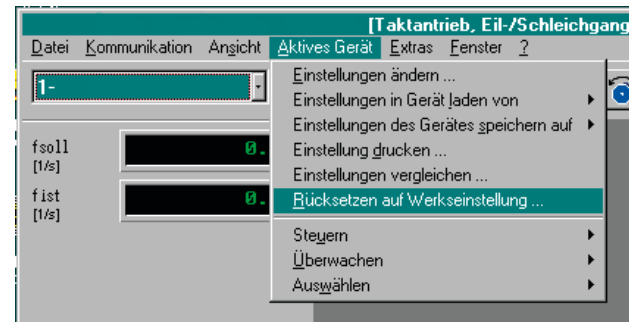 [Taktantrieb, Eil-/Schleichgang
Datei Kommunikation Ansicht Aktives Gerät Extras Fenster ?
1-
Einstellungen ändern ...
Einstellungen in Gerät laden von
Einstellungen des Gerätes speichern auf
Einstellung drucken ...
Einstellungen vergleichen ...
Rücksetzen auf Werkseinstellung ...
Steuern
Überwachen
Auswählen
fsoll 0.
[1/s]
fist 0.
[1/s]